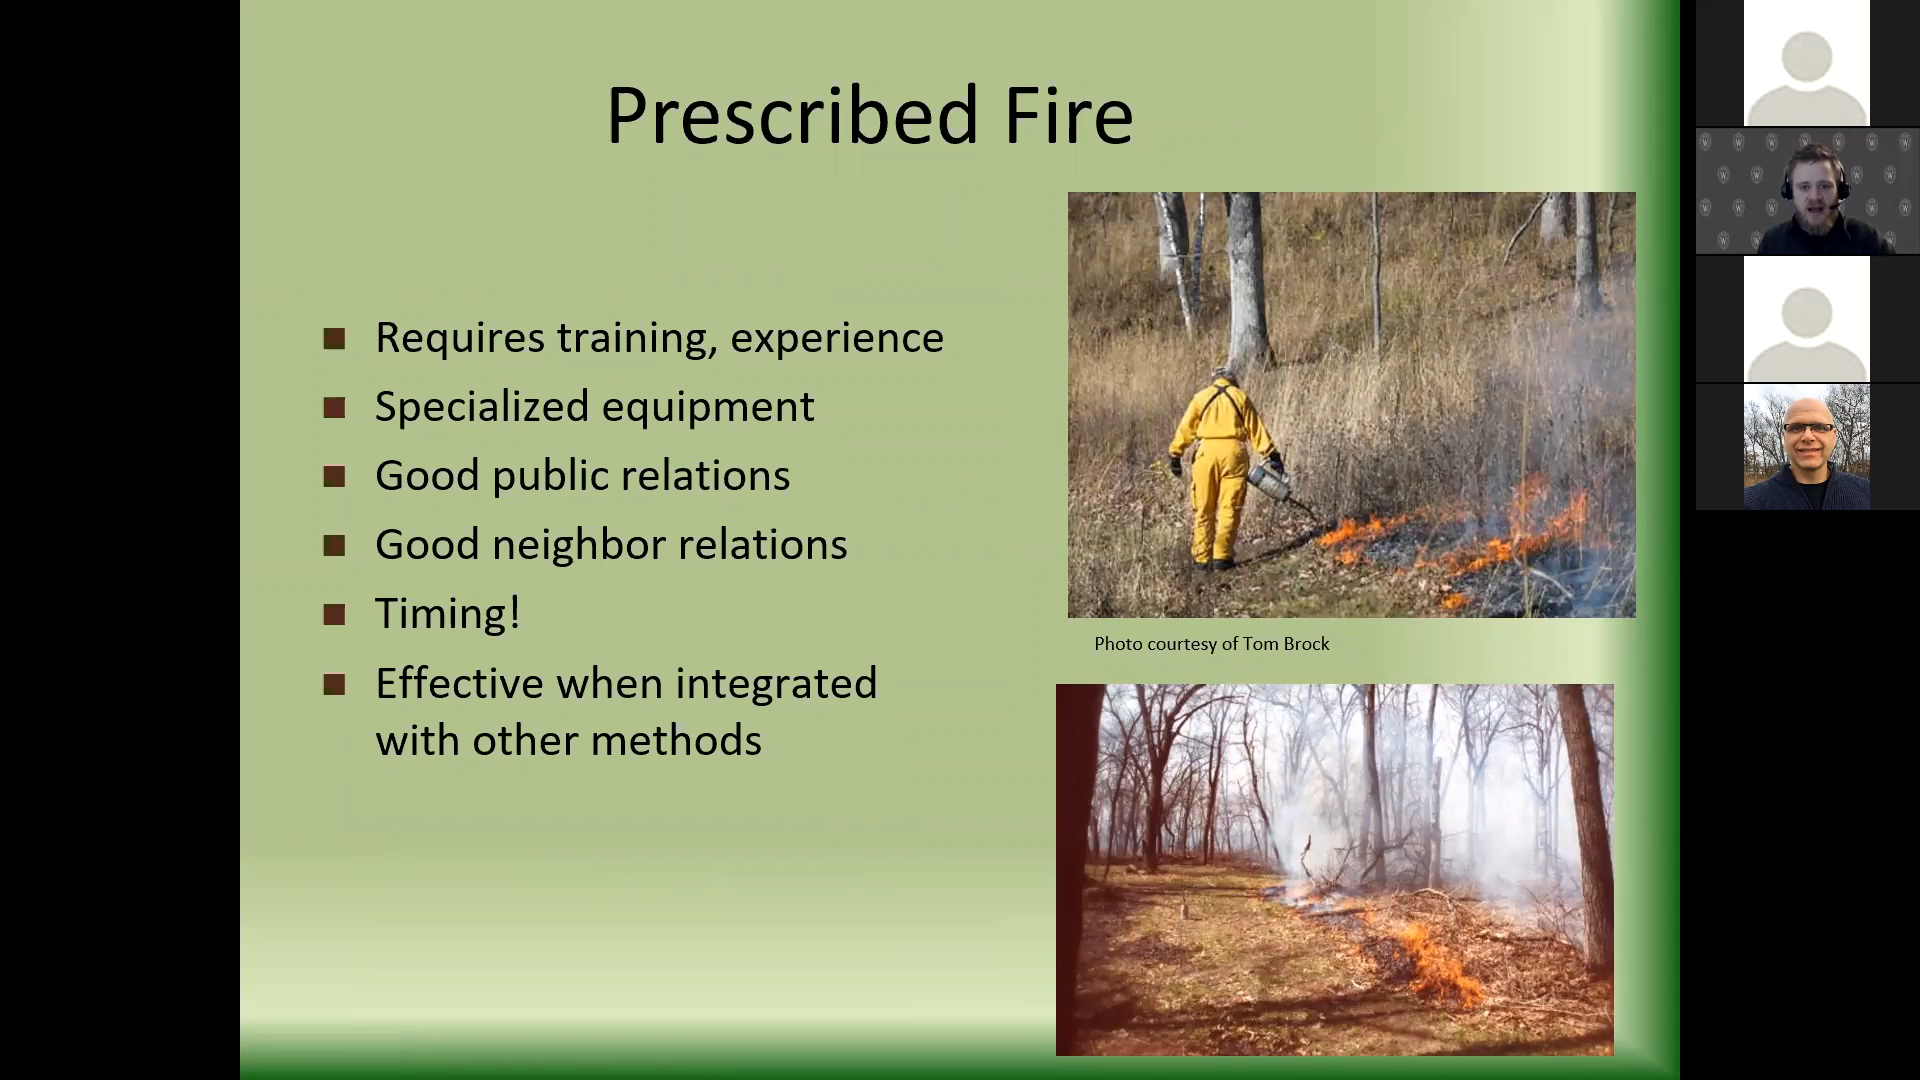 Prescribed Fire
Requires training, experience
Specialized equipment
Good public relations
Good neighbor relations
Timing!
Effective when integrated
with other methods
Photo courtesy of Tom Brock